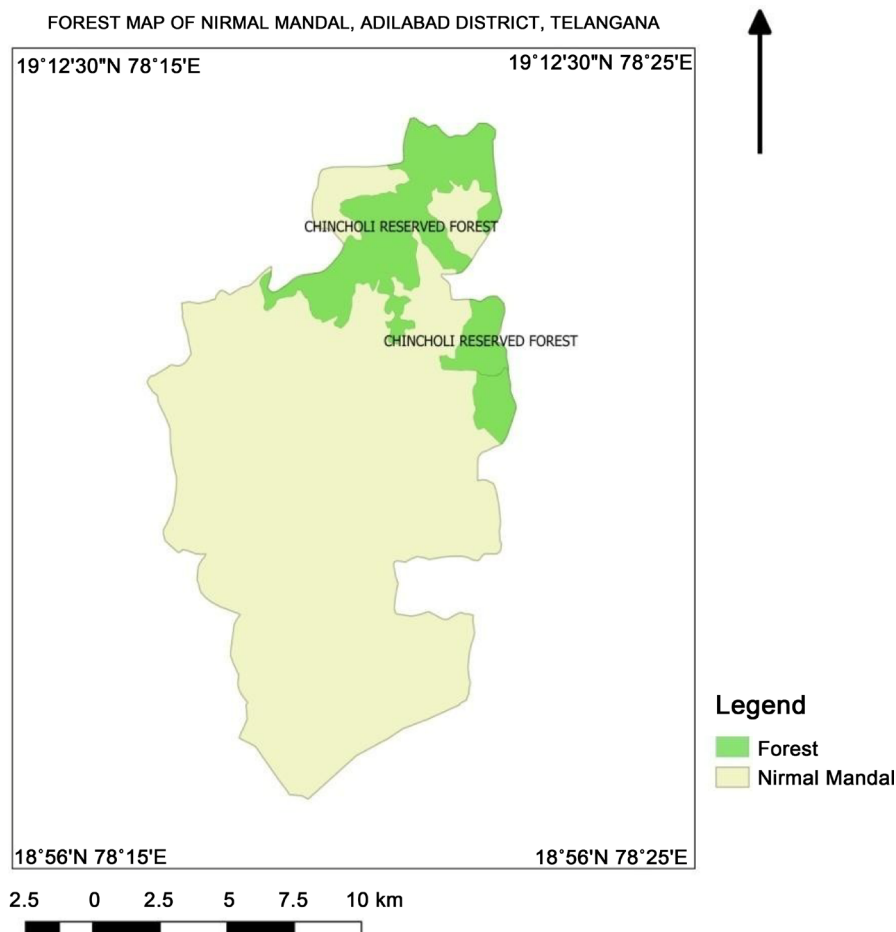 FOREST MAP OF NIRMAL MANDAL, ADILABAD DISTRICT, TELANGANA
19°12'30"N 78°15'E
19°12'30"N 78°25'E
CHINCHOLI RESERVED FOREST
CHINCHOLI RESERVED FOREST
Legend
Forest
Nirmal Mandal
18°56'N 78°15'E
18°56'N 78°25'E
2.5 0 2.5 5 7.5 10 km